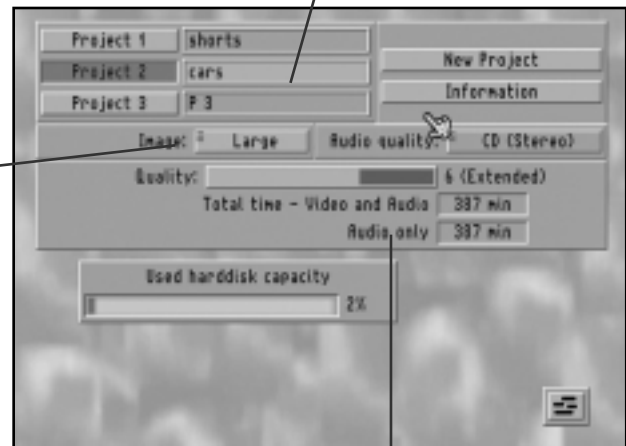 Project 1 shorts
Project 2 cars
Project 3 P 3
New Project
Information
Image: Large Audio quality: CD (Stereo)
Quality: 6 (Extended)
Total time - Video and Audio 387 min
Audio only 387 min
Used harddisk capacity
2%